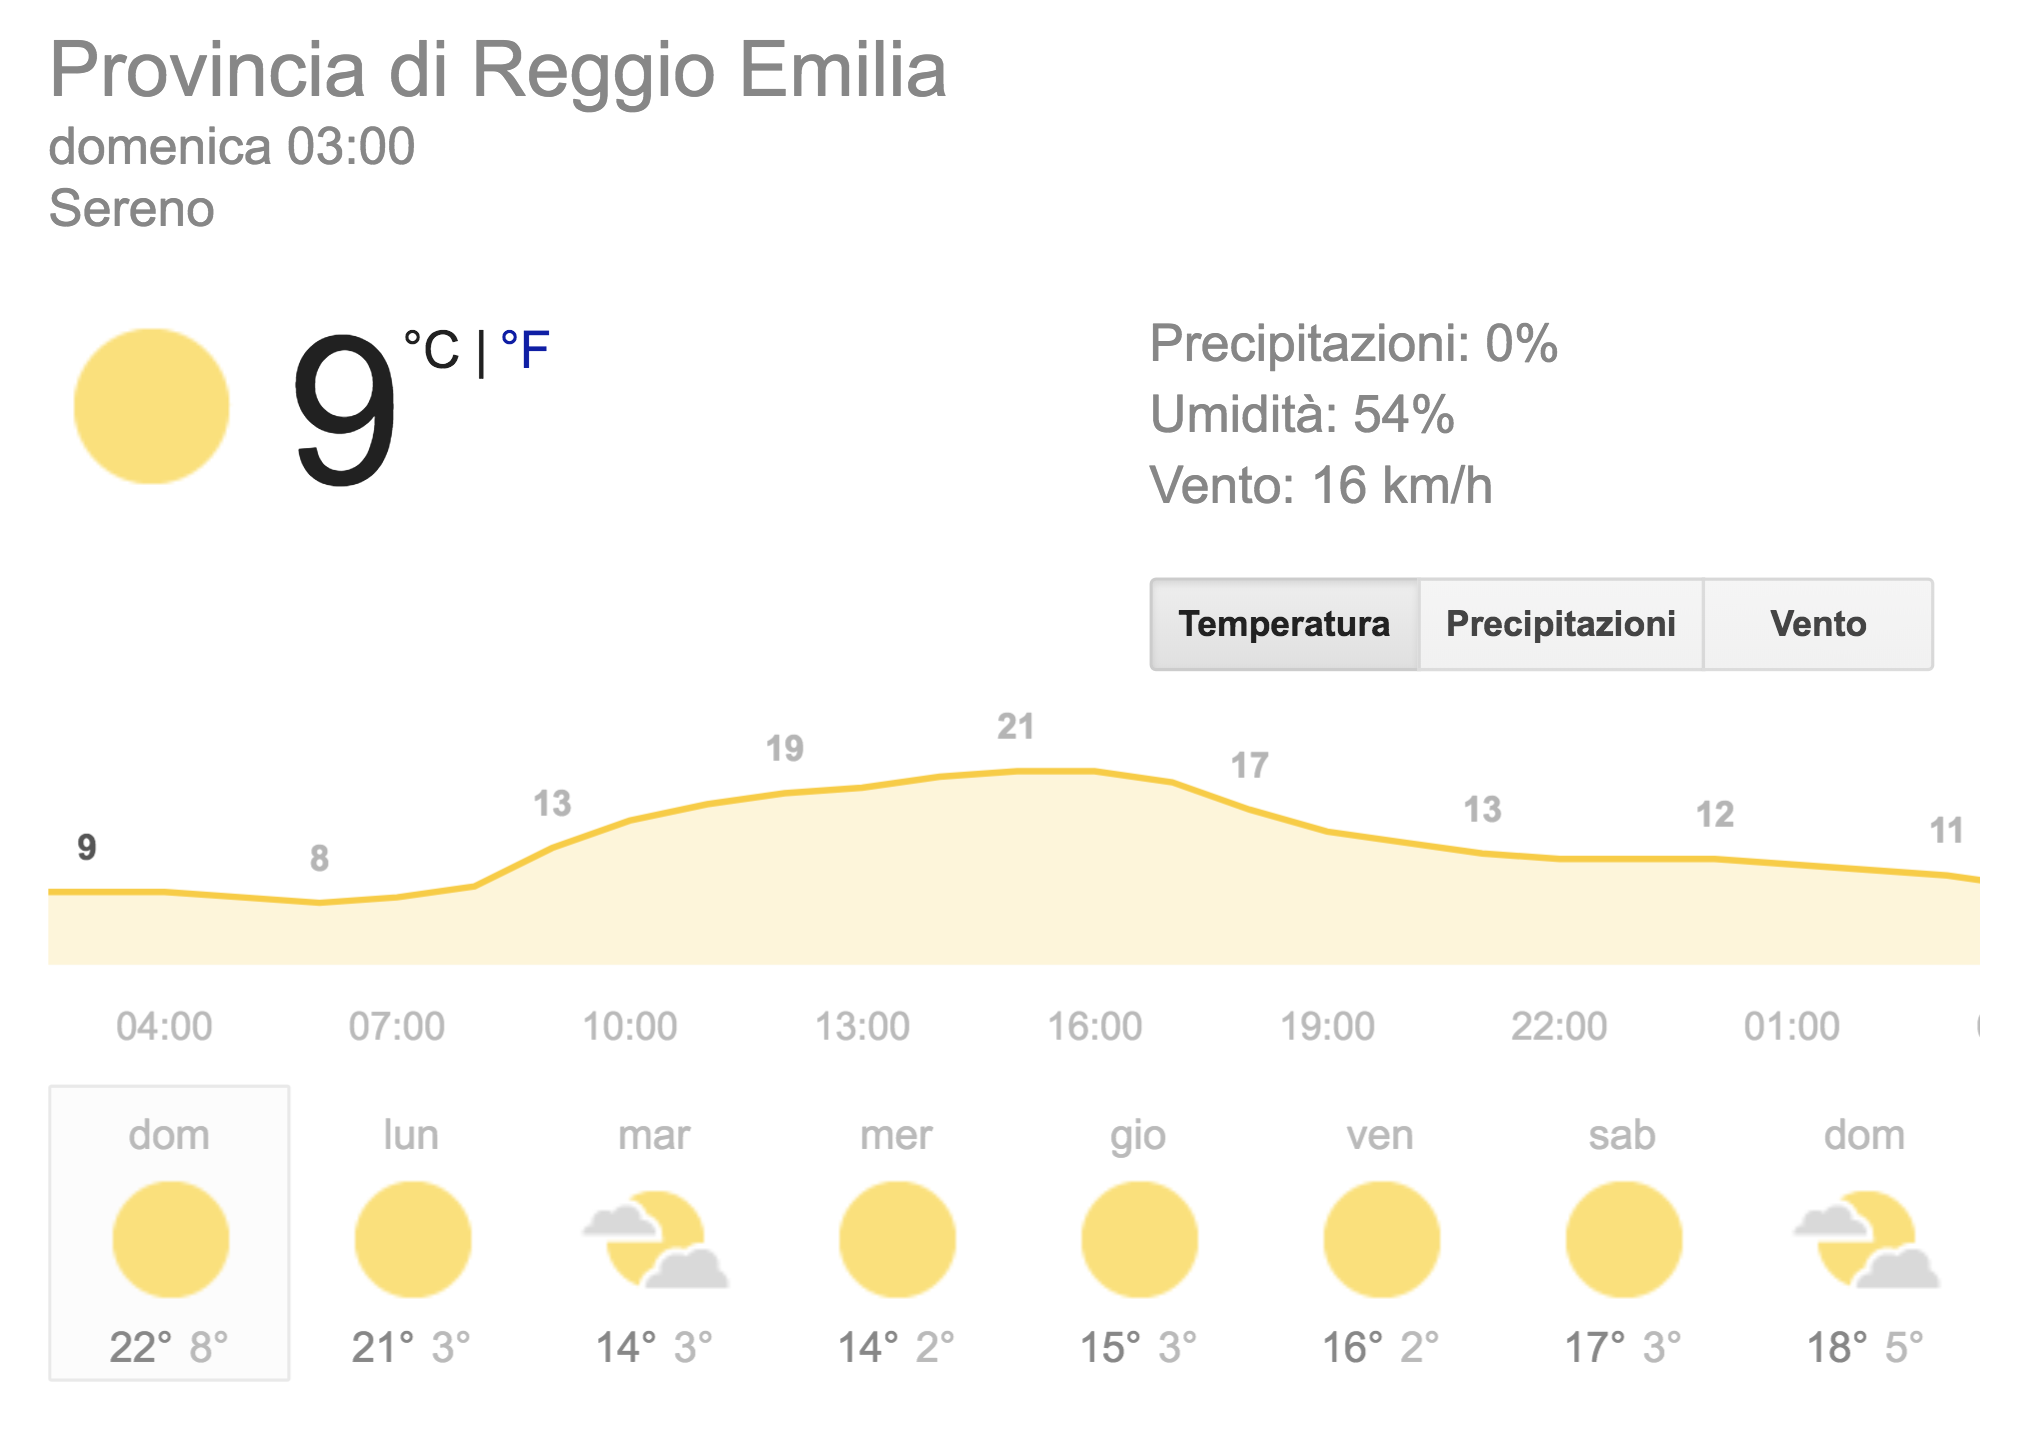 Provincia di Reggio Emilia
domenica 03:00
Sereno
9 °C | °F
Precipitazioni: 0%
Umidità: 54%
Vento: 16 km/h
Temperatura Precipitazioni Vento
9 8 13 19 21 17 13 12 11
04:00 07:00 10:00 13:00 16:00 19:00 22:00 01:00
dom lun mar mer gio ven sab dom
22° 8° 21° 3° 14° 3° 14° 2° 15° 3° 16° 2° 17° 3° 18° 5°